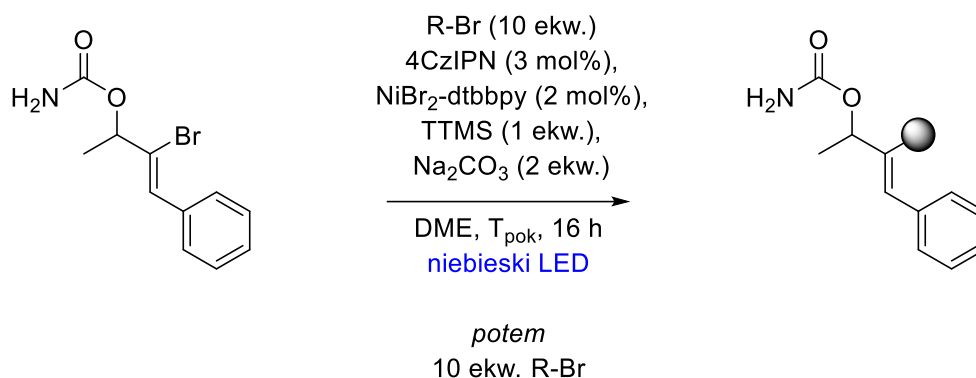 R-Br (10 ekw.)
4CzIPN (3 mol%),
NiBr₂-dtbbpy (2 mol%),
TTMS (1 ekw.),
Na₂CO₃ (2 ekw.)
DME, Tₚₒₖ, 16 h
niebieski LED
potem
10 ekw. R-Br
O
H₂N
O
Br
O
H₂N
O